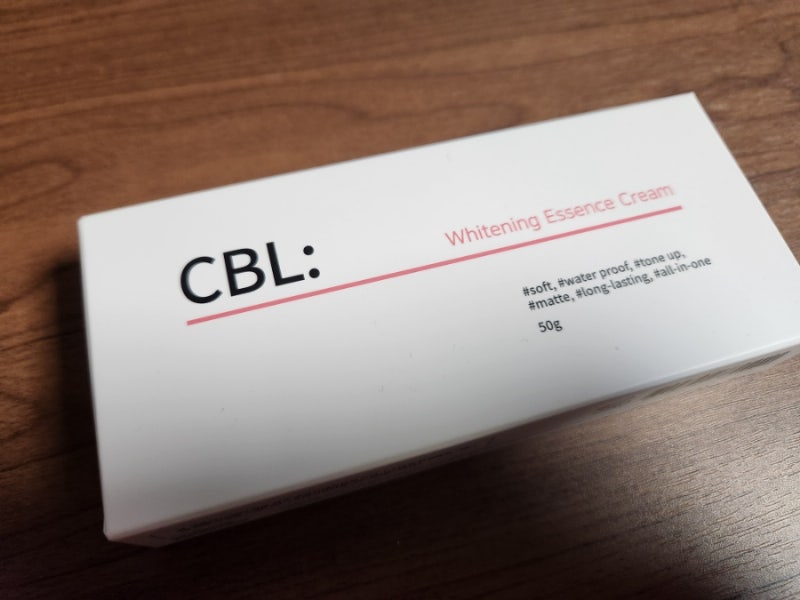 CBL:
Whitening Essence Cream
#soft, #water proof, #tone up,
#matte, #long-lasting, #all-in-one
50g